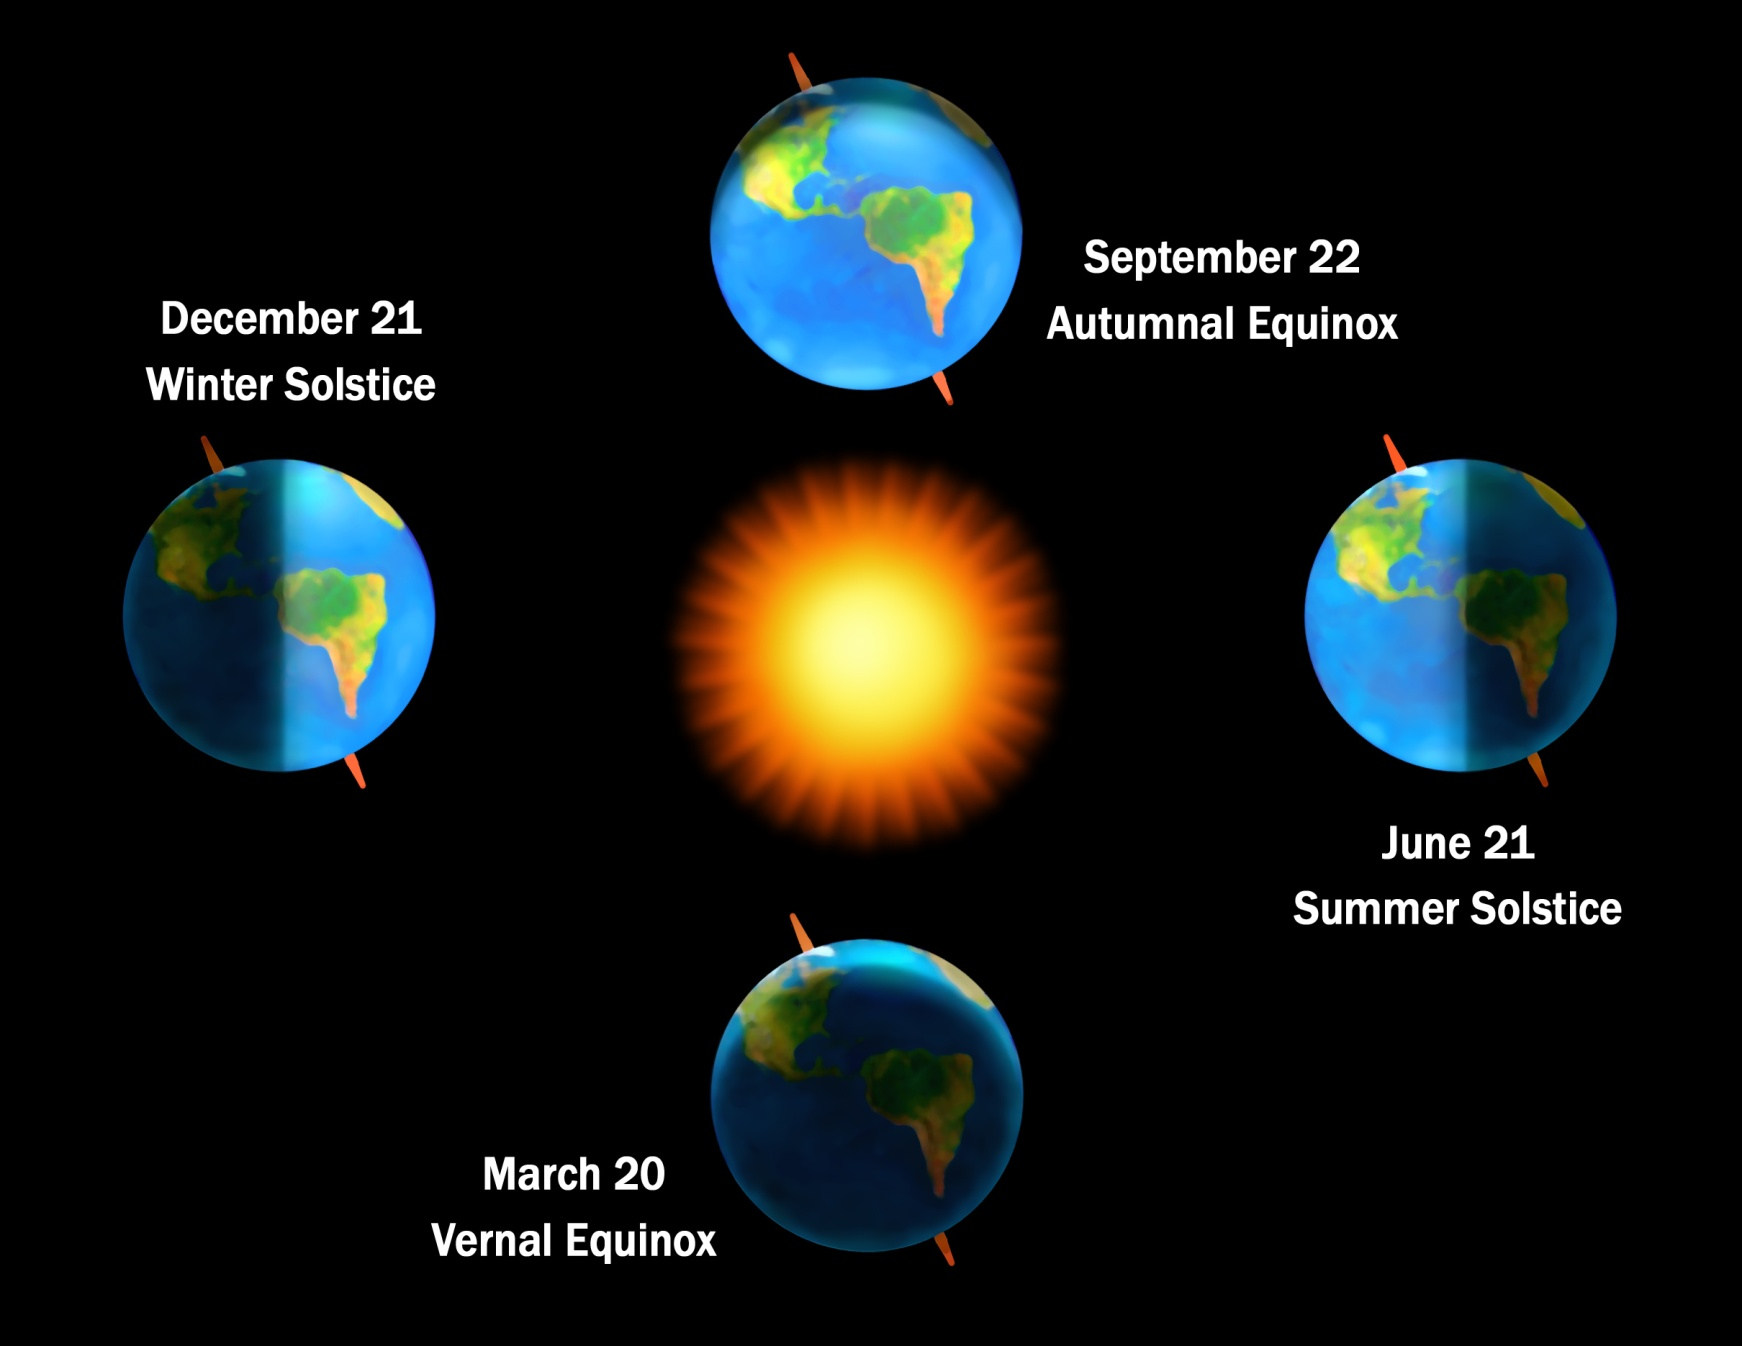 September 22
Autumnal Equinox
December 21
Winter Solstice
June 21
Summer Solstice
March 20
Vernal Equinox